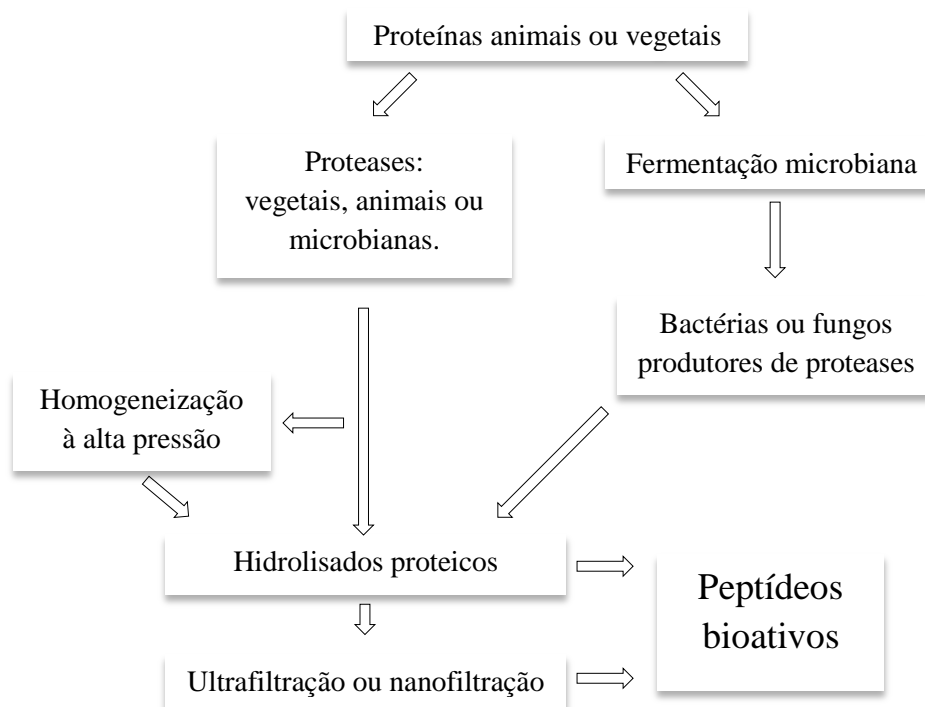 Proteínas animais ou vegetais
Proteases:
vegetais, animais ou
microbianas.
Fermentação microbiana
Bactérias ou fungos
produtores de proteases
Homogeneização
à alta pressão
Hidrolisados proteicos
Peptídeos
bioativos
Ultrafiltração ou nanofiltração